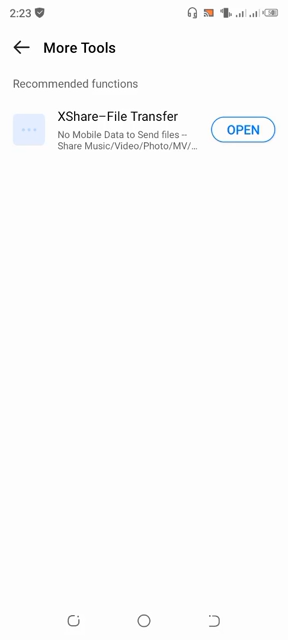 2:23
More Tools
Recommended functions
XShare–File Transfer
No Mobile Data to Send files --
Share Music/Video/Photo/MV/...
OPEN